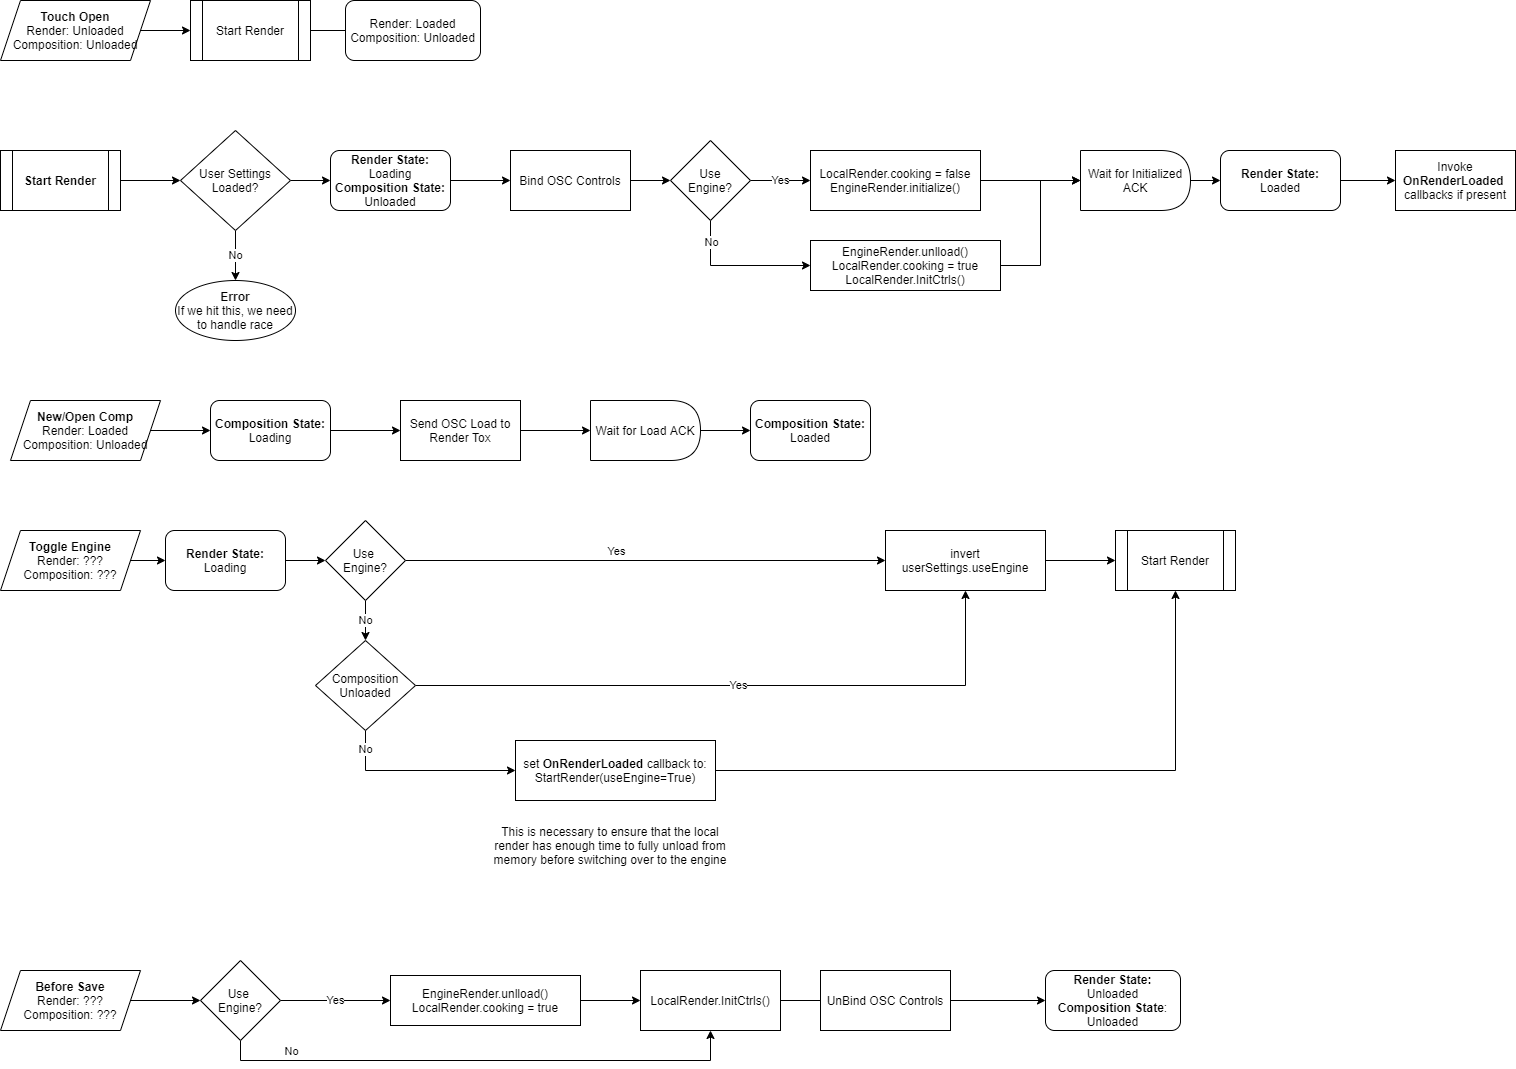 Touch Open
Render: Unloaded
Composition: Unloaded
Start Render
Render: Loaded
Composition: Unloaded
Start Render
User Settings
Loaded?
Render State:
Loading
Composition State:
Unloaded
Bind OSC Controls
Use
Engine?
Yes
LocalRender.cooking = false
EngineRender.initialize()
Wait for Initialized
ACK
Render State:
Loaded
Invoke
OnRenderLoaded
callbacks if present
No
No
EngineRender.unlload()
LocalRender.cooking = true
LocalRender.InitCtrls()
Error
If we hit this, we need
to handle race
New/Open Comp
Render: Loaded
Composition: Unloaded
Composition State:
Loading
Send OSC Load to
Render Tox
Wait for Load ACK
Composition State:
Loaded
Toggle Engine
Render: ???
Composition: ???
Render State:
Loading
Use
Engine?
Yes
invert
userSettings.useEngine
Start Render
No
Composition
Unloaded
Yes
No
set OnRenderLoaded callback to:
StartRender(useEngine=True)
This is necessary to ensure that the local
render has enough time to fully unload from
memory before switching over to the engine
Before Save
Render: ???
Composition: ???
Use
Engine?
Yes
EngineRender.unlload()
LocalRender.cooking = true
LocalRender.InitCtrls()
UnBind OSC Controls
Render State:
Unloaded
Composition State:
Unloaded
No